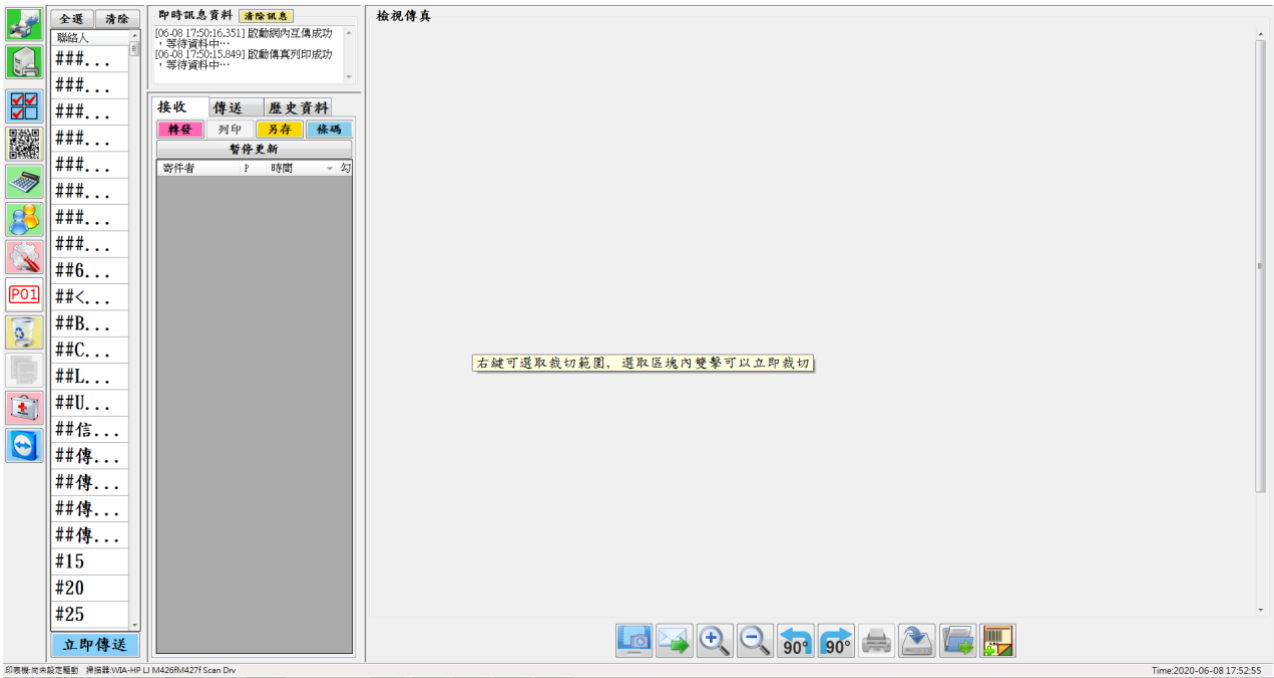 全選 清除
聯絡人
###...
###...
###...
###...
###...
###...
###...
###...
##6...
##<...
##B...
##C...
##L...
##U...
##信...
##傳...
##傳...
##傳...
##傳...
#15
#20
#25
立即傳送
P01
即時訊息資料 清除訊息
[06-08 17:50:16.351] 啟動網內互傳成功
，等待資料中…
[06-08 17:50:15.849] 啟動傳真列印成功
，等待資料中…
接收 傳送 歷史資料
轉發 列印 另存 條碼
暫停更新
寄件者 P 時間 勾
檢視傳真
右鍵可選取裁切範圍, 選取區塊內雙擊可以立即裁切
90° 90°
印表機:尚未設定驅動 掃描器:WIA-HP LJ M426fM427f Scan Drv
Time:2020-06-08 17:52:55